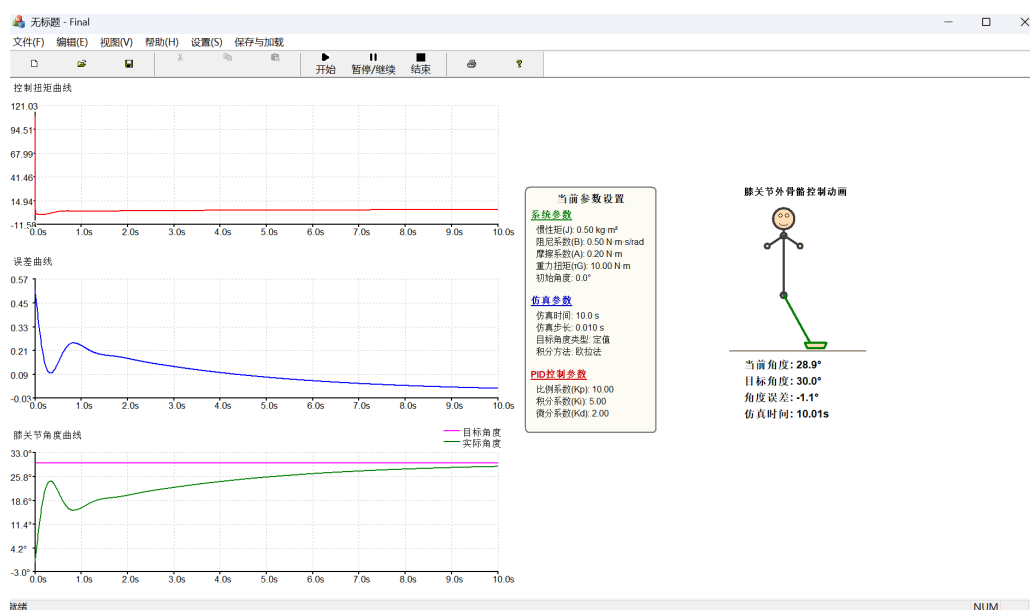 无标题 - Final
文件(F) 编辑(E) 视图(V) 帮助(H) 设置(S) 保存与加载
开始 暂停/继续 结束
控制扭矩曲线
121.03
94.51
67.99
41.46
14.94
-11.58
0.0s 1.0s 2.0s 3.0s 4.0s 5.0s 6.0s 7.0s 8.0s 9.0s 10.0s
误差曲线
0.57
0.45
0.33
0.21
0.09
-0.03
0.0s 1.0s 2.0s 3.0s 4.0s 5.0s 6.0s 7.0s 8.0s 9.0s 10.0s
膝关节角度曲线
目标角度
实际角度
33.0°
25.8°
18.6°
11.4°
4.2°
-3.0°
0.0s 1.0s 2.0s 3.0s 4.0s 5.0s 6.0s 7.0s 8.0s 9.0s 10.0s
当前参数设置
系统参数
惯性矩(J): 0.50 kg·m²
阻尼系数(B): 0.50 N·m·s/rad
摩擦系数(A): 0.20 N·m
重力扭矩(τG): 10.00 N·m
初始角度: 0.0°
仿真参数
仿真时间: 10.0 s
仿真步长: 0.010 s
目标角度类型: 定值
积分方法: 欧拉法
PID控制参数
比例系数(Kp): 10.00
积分系数(Ki): 5.00
微分系数(Kd): 2.00
膝关节外骨骼控制动画
当前角度: 28.9°
目标角度: 30.0°
角度误差: -1.1°
仿真时间: 10.01s
就绪
NUM